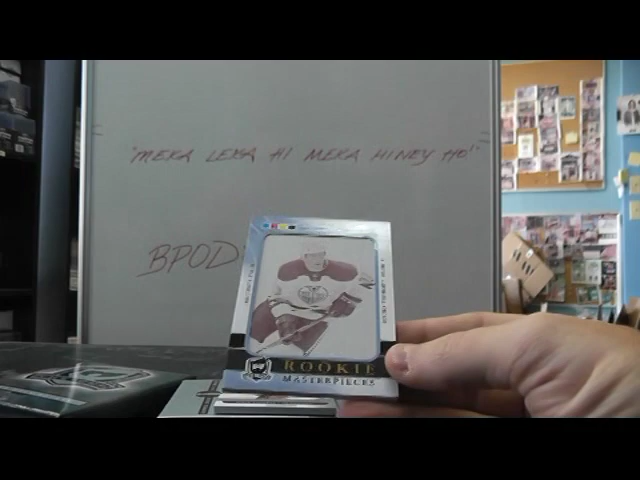 "MEKA LEKA HI MEKA HINEY HO"
BPOD
ROOKIE
MASTERPIECES